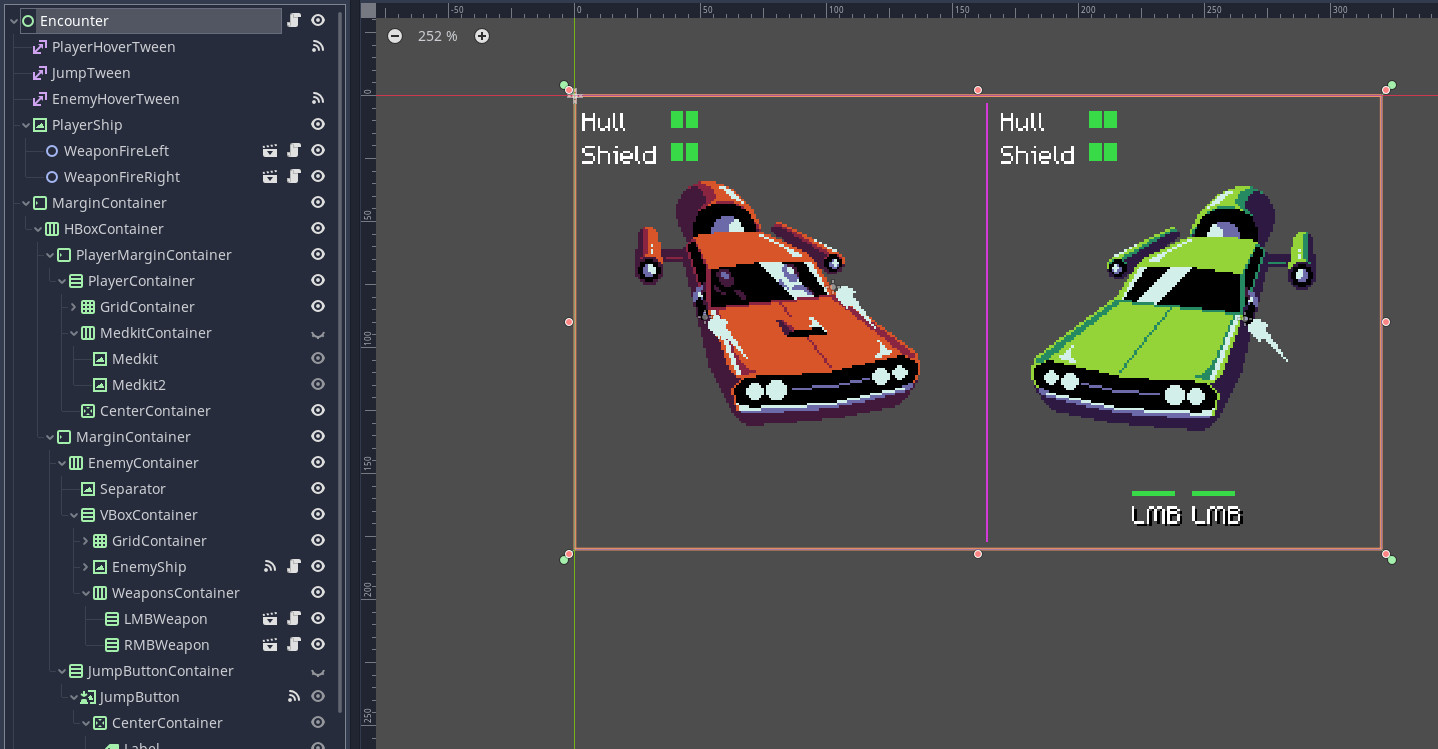 Encounter
PlayerHoverTween
JumpTween
EnemyHoverTween
PlayerShip
WeaponFireLeft
WeaponFireRight
MarginContainer
HBoxContainer
PlayerMarginContainer
PlayerContainer
GridContainer
MedkitContainer
Medkit
Medkit2
CenterContainer
MarginContainer
EnemyContainer
Separator
VBoxContainer
GridContainer
EnemyShip
WeaponsContainer
LMBWeapon
RMBWeapon
JumpButtonContainer
JumpButton
CenterContainer
Label
-50 0 50 100 150 200 250 300
252 %
0
50
100
150
200
250
Hull
Shield
Hull
Shield
LMB LMB